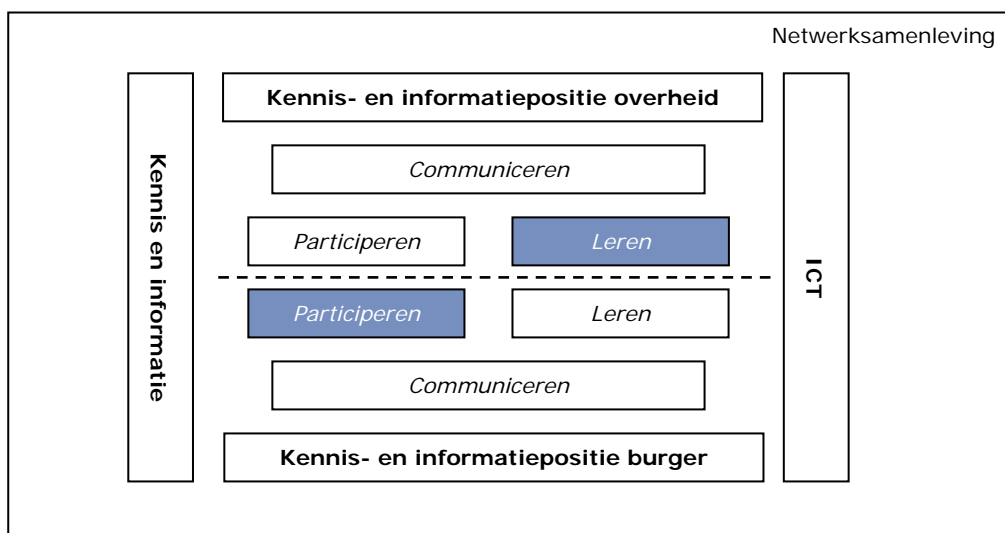 Netwerksamenleving
Kennis en informatie
Kennis- en informatiepositie overheid
Communiceren
Participeren
Leren
Participeren
Leren
Communiceren
Kennis- en informatiepositie burger
ICT